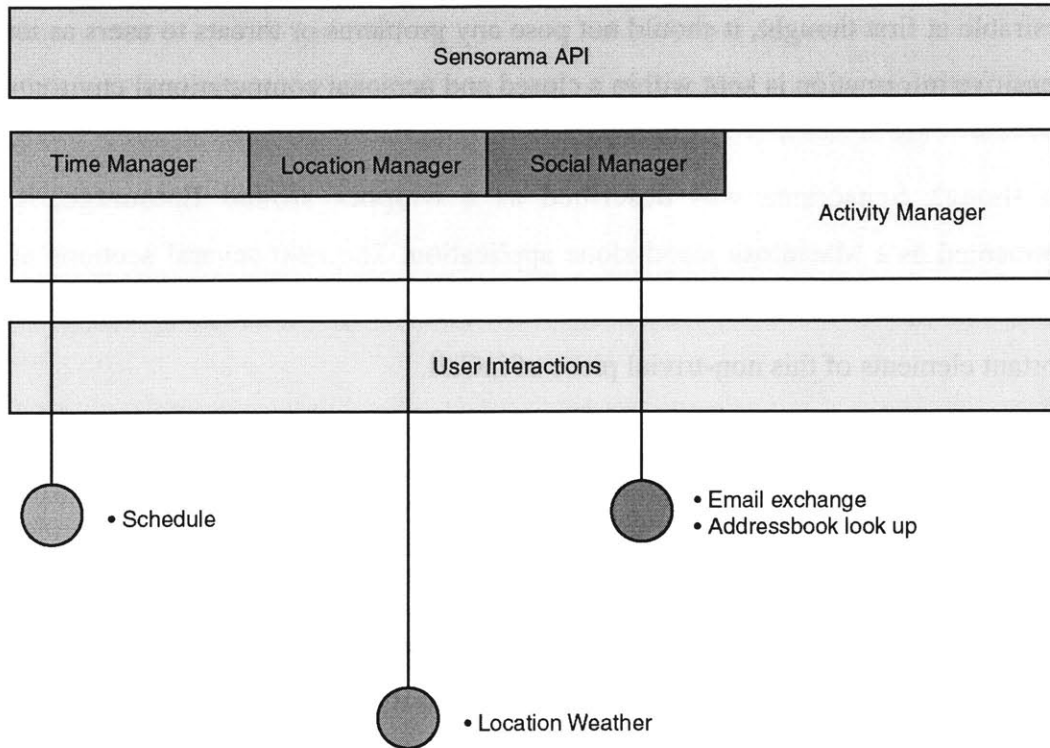 Sensorama API
Time Manager
Location Manager
Social Manager
Activity Manager
User Interactions
• Schedule
• Email exchange
• Addressbook look up
• Location Weather